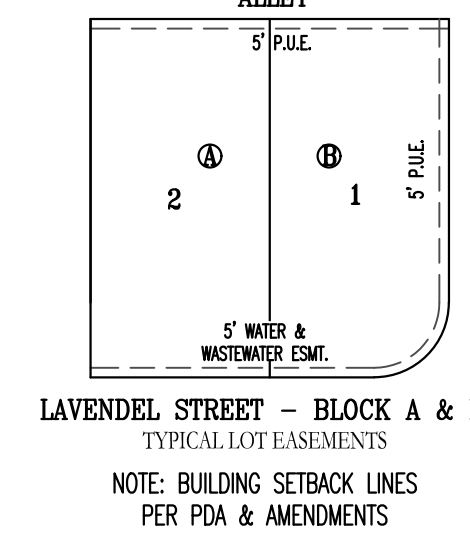 ALLEY
5' P.U.E.
A B
2 1
5' P.U.E.
5' WATER &
WASTEWATER ESMT.
LAVENDEL STREET - BLOCK A &
TYPICAL LOT EASEMENTS
NOTE: BUILDING SETBACK LINES
PER PDA & AMENDMENTS